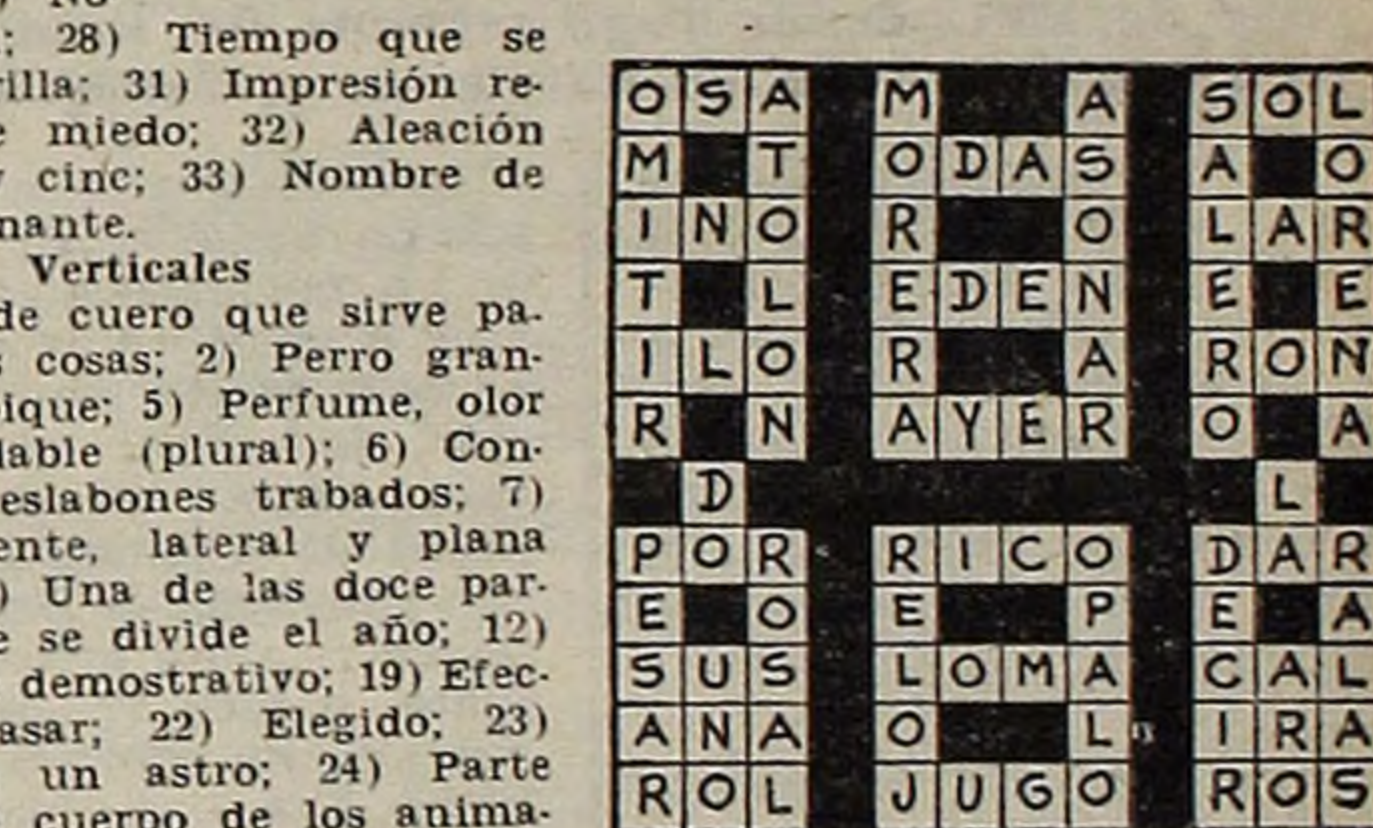 ; 28) Tiempo que se
rilla; 31) Impresión re-
e miedo; 32) Aleación
y cinc; 33) Nombre de
nante.
Verticales
de cuero que sirve pa-
s cosas; 2) Perro gran-
pique; 5) Perfume, olor
lable (plural); 6) Con-
eslabones trabados; 7)
ente, lateral y plana
) Una de las doce par-
e se divide el año; 12)
demostrativo; 19) Efec-
asar; 22) Elegido; 23)
un astro; 24) Parte
cuerpo de los anima-
OSA M A SOL
M T ODAS A O
INO R O LAR
T L EDEN E E
ILO R A RON
R N AYER O A
D L
POR RICO DAR
E O E P E A
SUS LOMA CAL
ANA O L IRA
ROL JUGO ROS